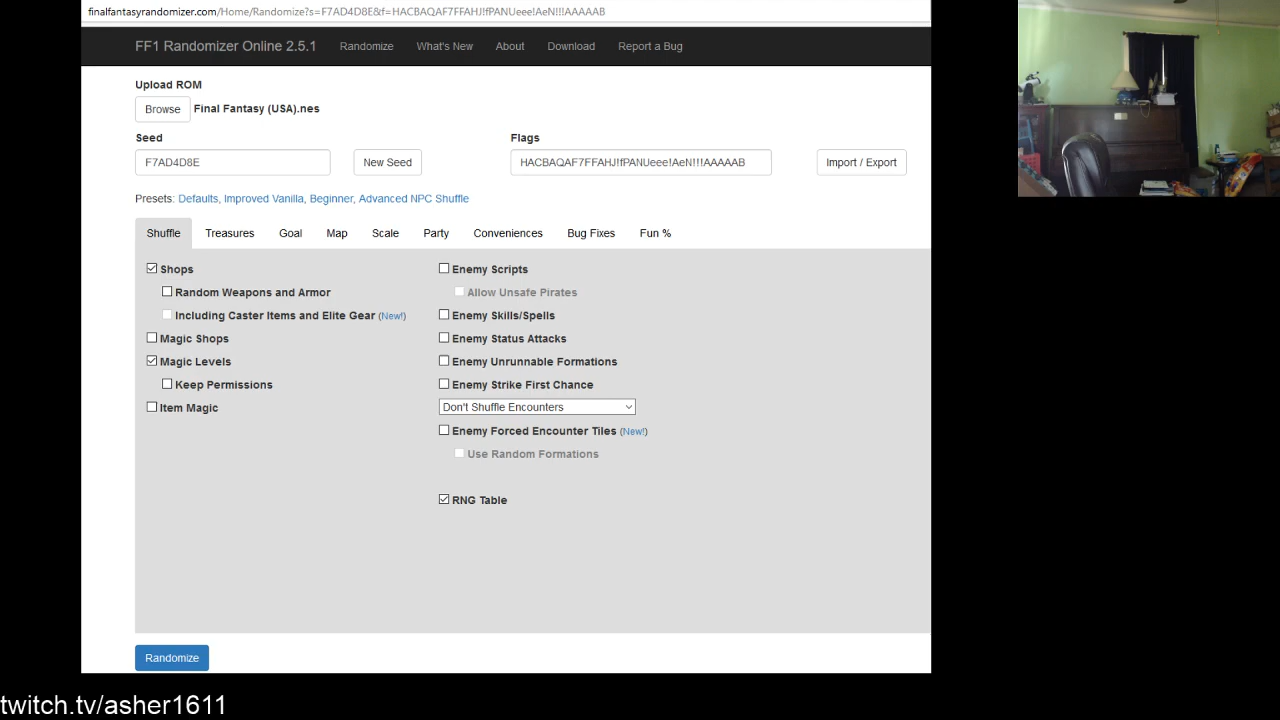 finalfantasyrandomizer.com/Home/Randomize?s=F7AD4D8E&f=HACBAQAF7FFAHJ!fPANUeee!AeN!!!AAAAAB
FF1 Randomizer Online 2.5.1 Randomize What's New About Download Report a Bug
Upload ROM
Browse Final Fantasy (USA).nes
Seed Flags
F7AD4D8E New Seed HACBAQAF7FFAHJ!fPANUeee!AeN!!!AAAAAB Import / Export
Presets: Defaults, Improved Vanilla, Beginner, Advanced NPC Shuffle
Shuffle Treasures Goal Map Scale Party Conveniences Bug Fixes Fun %
Shops Enemy Scripts
Random Weapons and Armor Allow Unsafe Pirates
Including Caster Items and Elite Gear (New!) Enemy Skills/Spells
Magic Shops Enemy Status Attacks
Magic Levels Enemy Unrunnable Formations
Keep Permissions Enemy Strike First Chance
Item Magic Don't Shuffle Encounters
Enemy Forced Encounter Tiles (New!)
Use Random Formations
RNG Table
Randomize
twitch.tv/asher1611